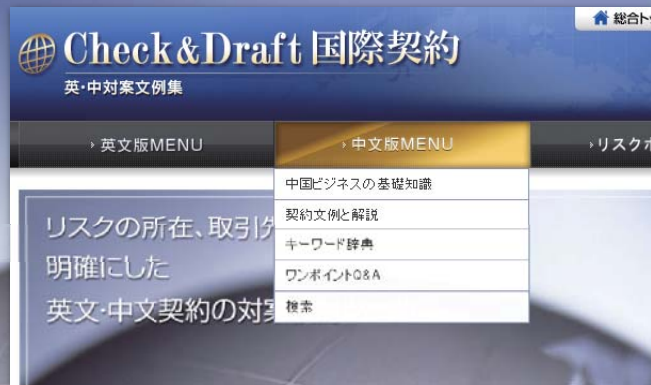 総合ト
Check&Draft 国際契約
英・中対案文例集
英文版MENU
中文版MENU
リスクポ
中国ビジネスの基礎知識
契約文例と解説
キーワード辞典
ワンポイントQ&A
検索
リスクの所在、取引先
明確にした
英文・中文契約の対案